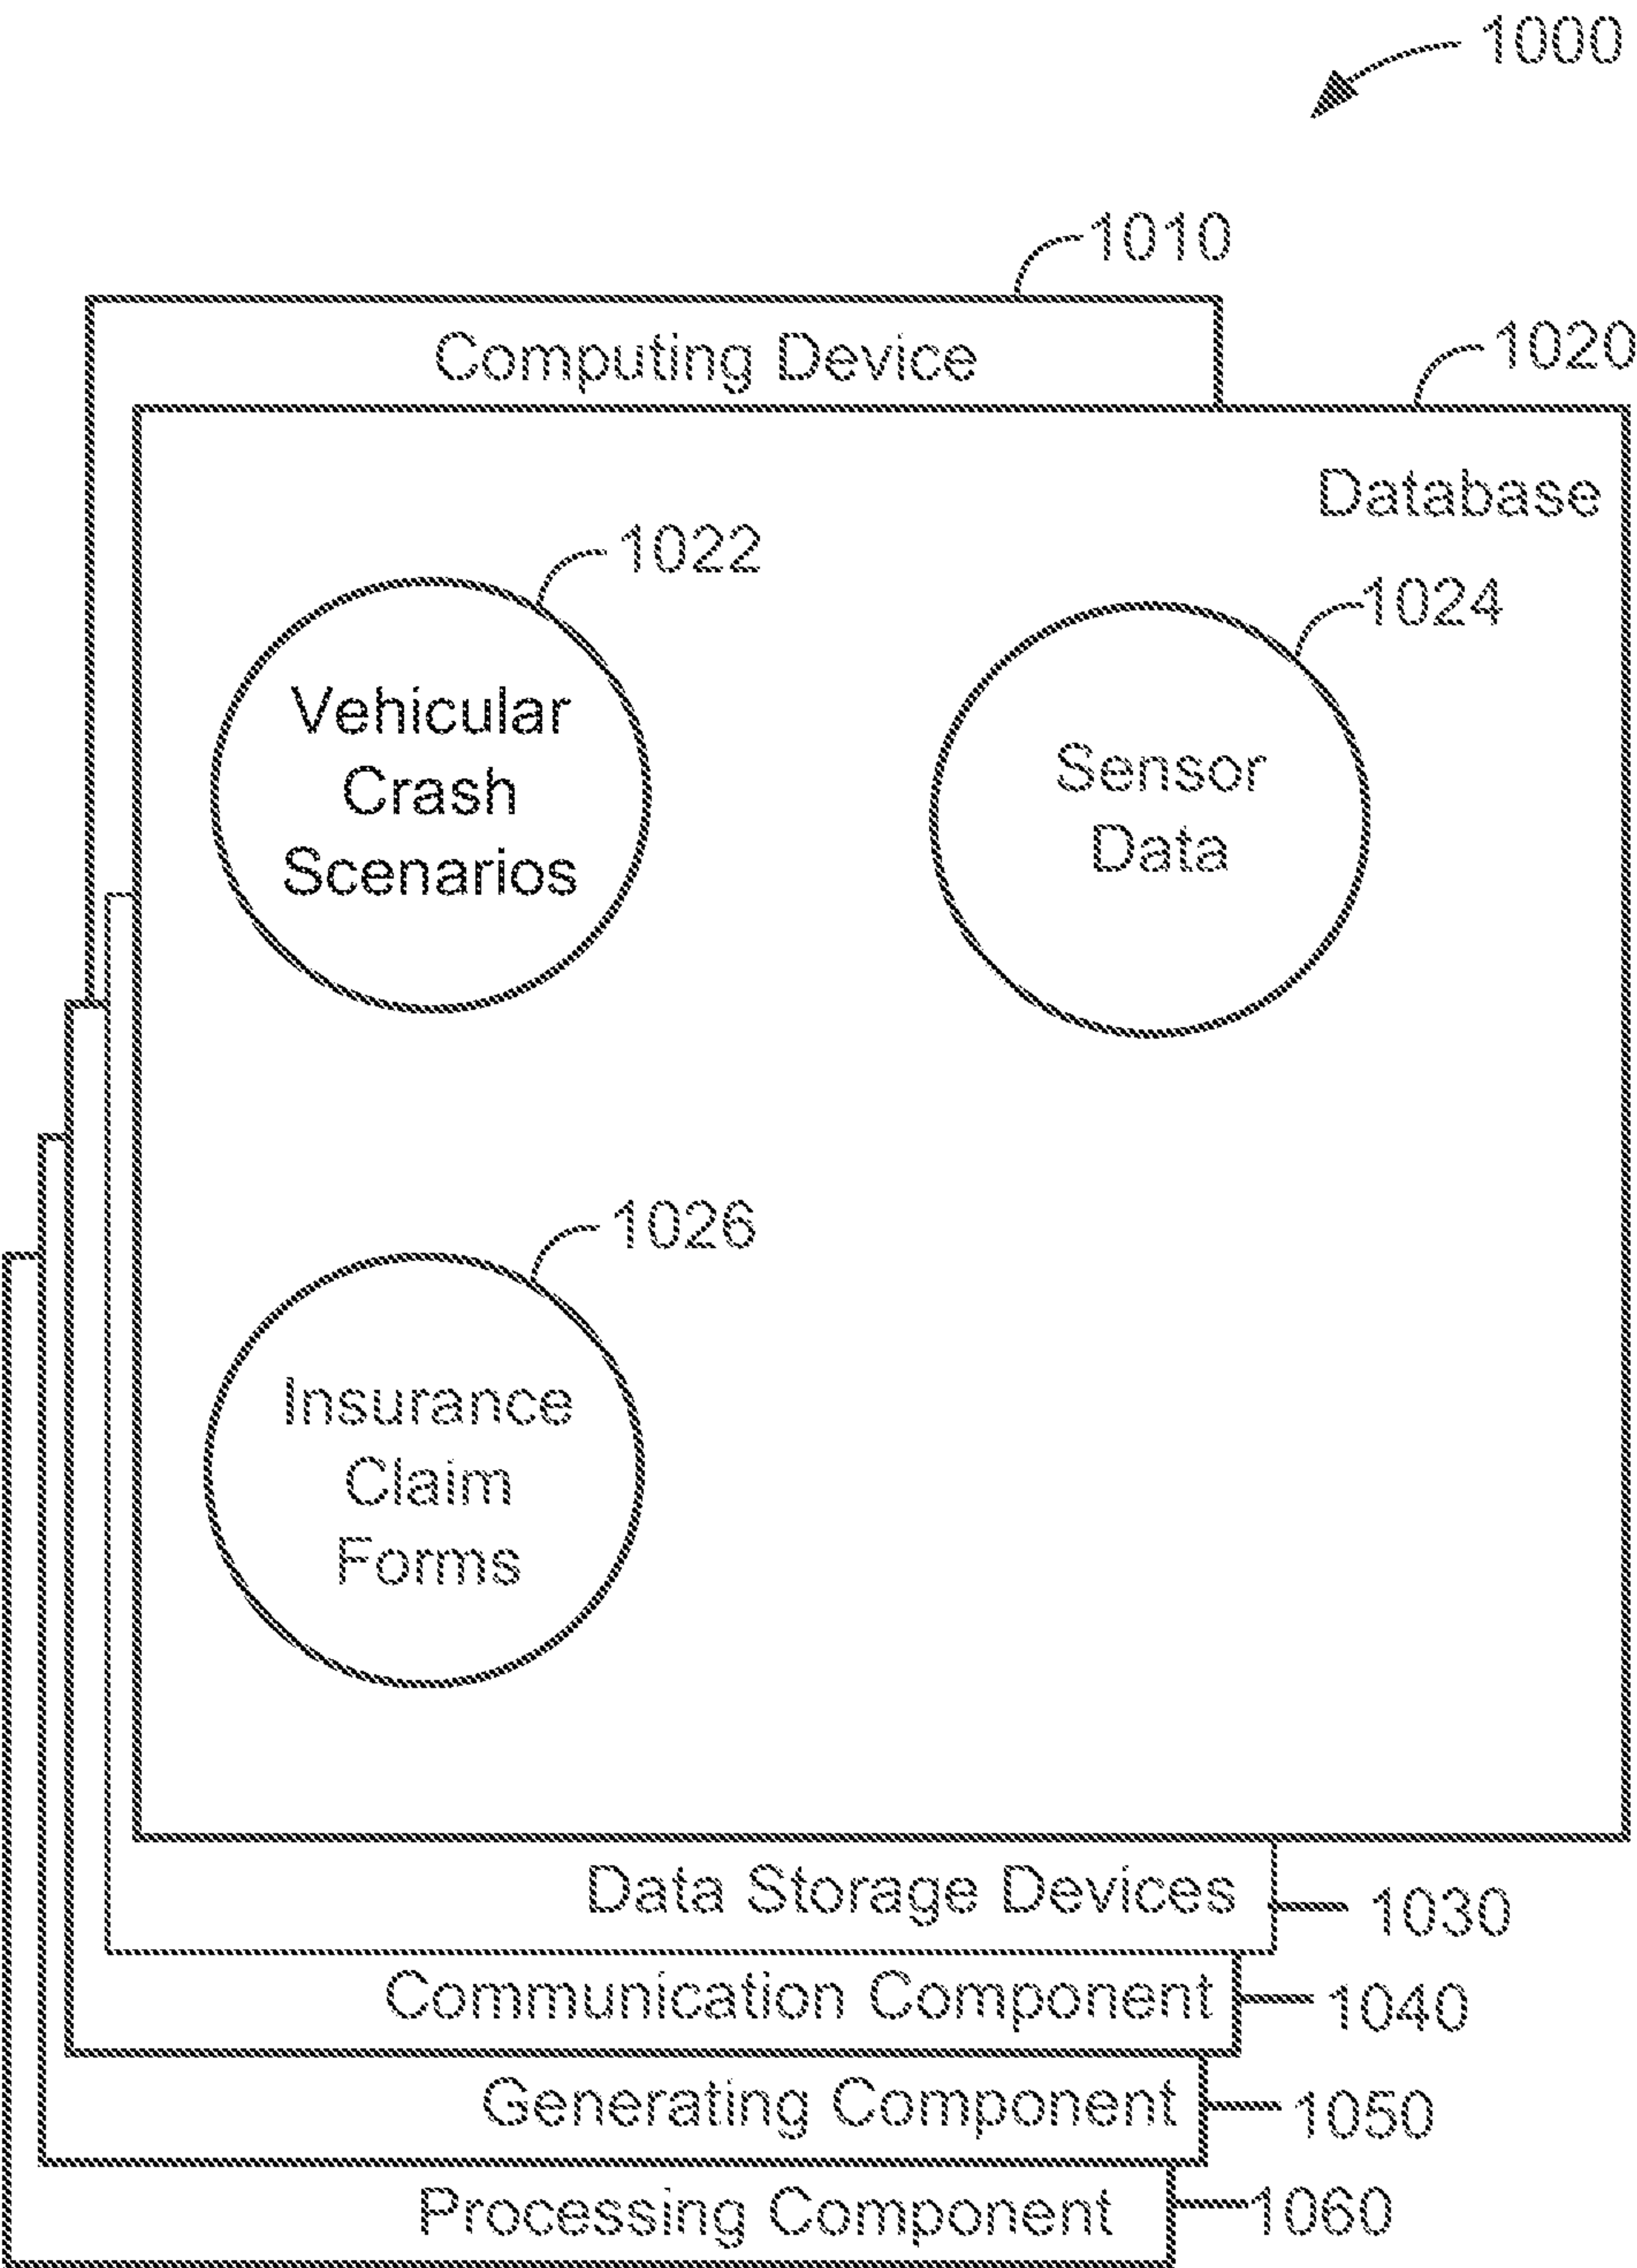 1000
1010
Computing Device
1020
Database
1022
1024
Vehicular
Crash
Scenarios
Sensor
Data
1026
Insurance
Claim
Forms
Data Storage Devices
1030
Communication Component
1040
Generating Component
1050
Processing Component
1060